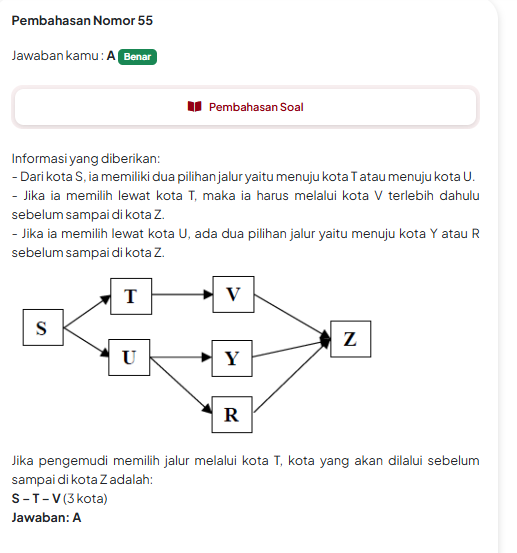 Pembahasan Nomor 55
Jawaban kamu : A Benar
Pembahasan Soal
Informasi yang diberikan:
- Dari kota S, ia memiliki dua pilihan jalur yaitu menuju kota T atau menuju kota U.
- Jika ia memilih lewat kota T, maka ia harus melalui kota V terlebih dahulu
sebelum sampai di kota Z.
- Jika ia memilih lewat kota U, ada dua pilihan jalur yaitu menuju kota Y atau R
sebelum sampai di kota Z.
T
V
S
Z
U
Y
R
Jika pengemudi memilih jalur melalui kota T, kota yang akan dilalui sebelum
sampai di kota Z adalah:
S – T – V (3 kota)
Jawaban: A